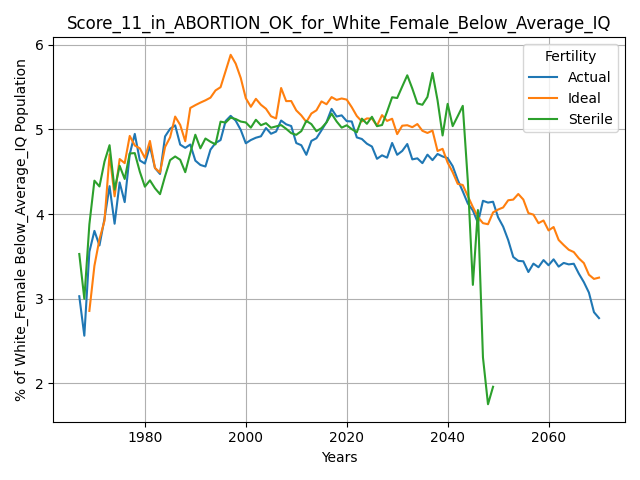 Score_11_in_ABORTION_OK_for_White_Female_Below_Average_IQ
% of White_Female Below_Average_IQ Population
6
5
4
3
2
Fertility
Actual
Ideal
Sterile
1980
2000
2020
2040
2060
Years